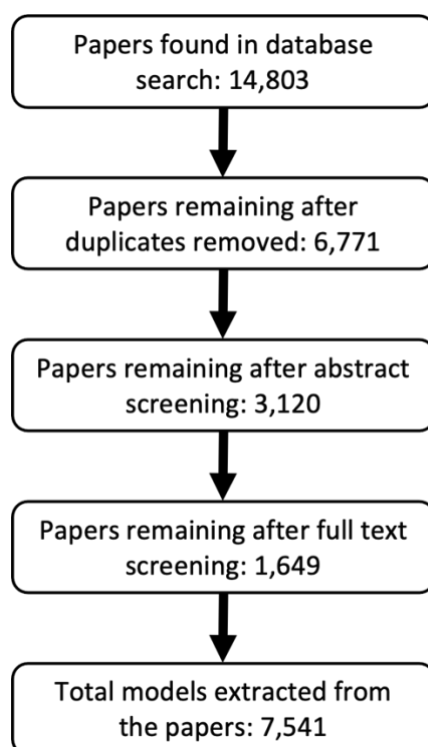 Papers found in database
search: 14,803
Papers remaining after
duplicates removed: 6,771
Papers remaining after abstract
screening: 3,120
Papers remaining after full text
screening: 1,649
Total models extracted from
the papers: 7,541